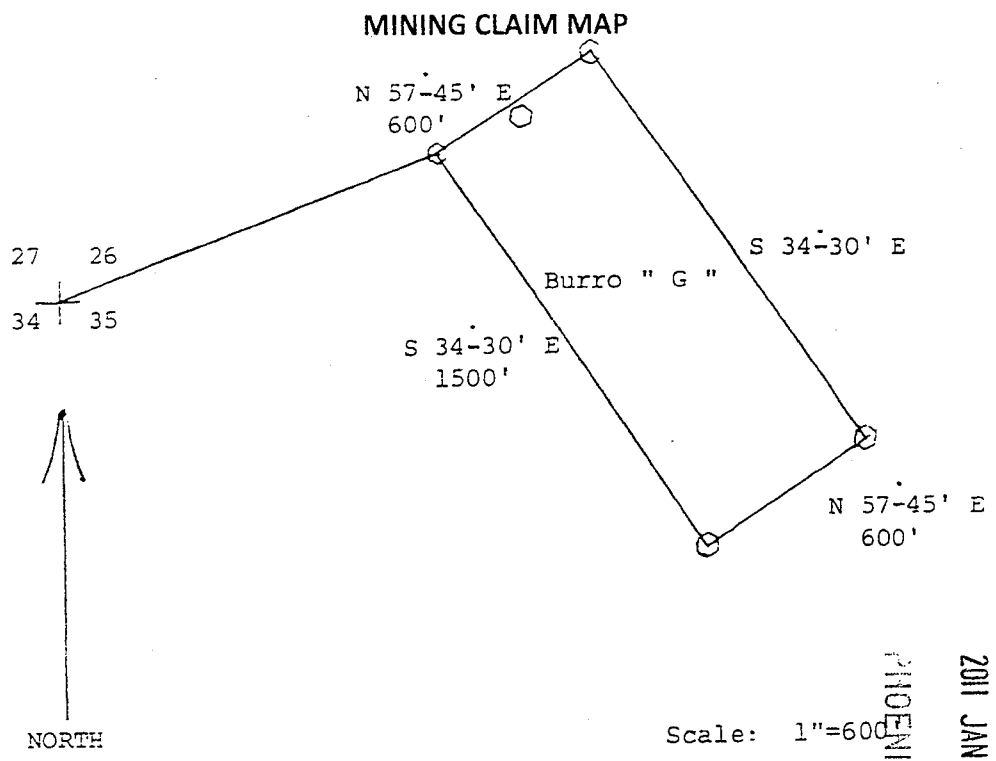 MINING CLAIM MAP
N 57-45' E
600'
27 26
34 35
S 34-30' E
Burro " G "
S 34-30' E
1500'
N 57-45' E
600'
NORTH
Scale: 1"=600'
2011 JAN